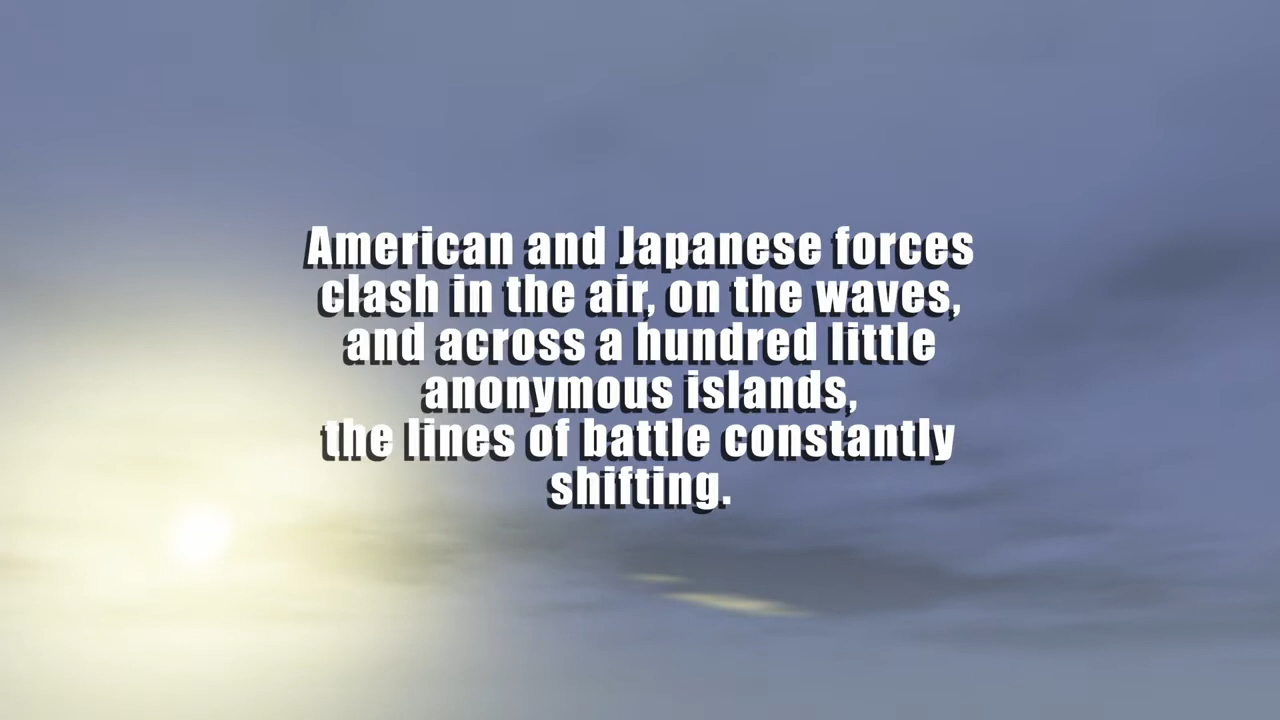 American and Japanese forces
clash in the air, on the waves,
and across a hundred little
anonymous islands,
the lines of battle constantly
shifting.